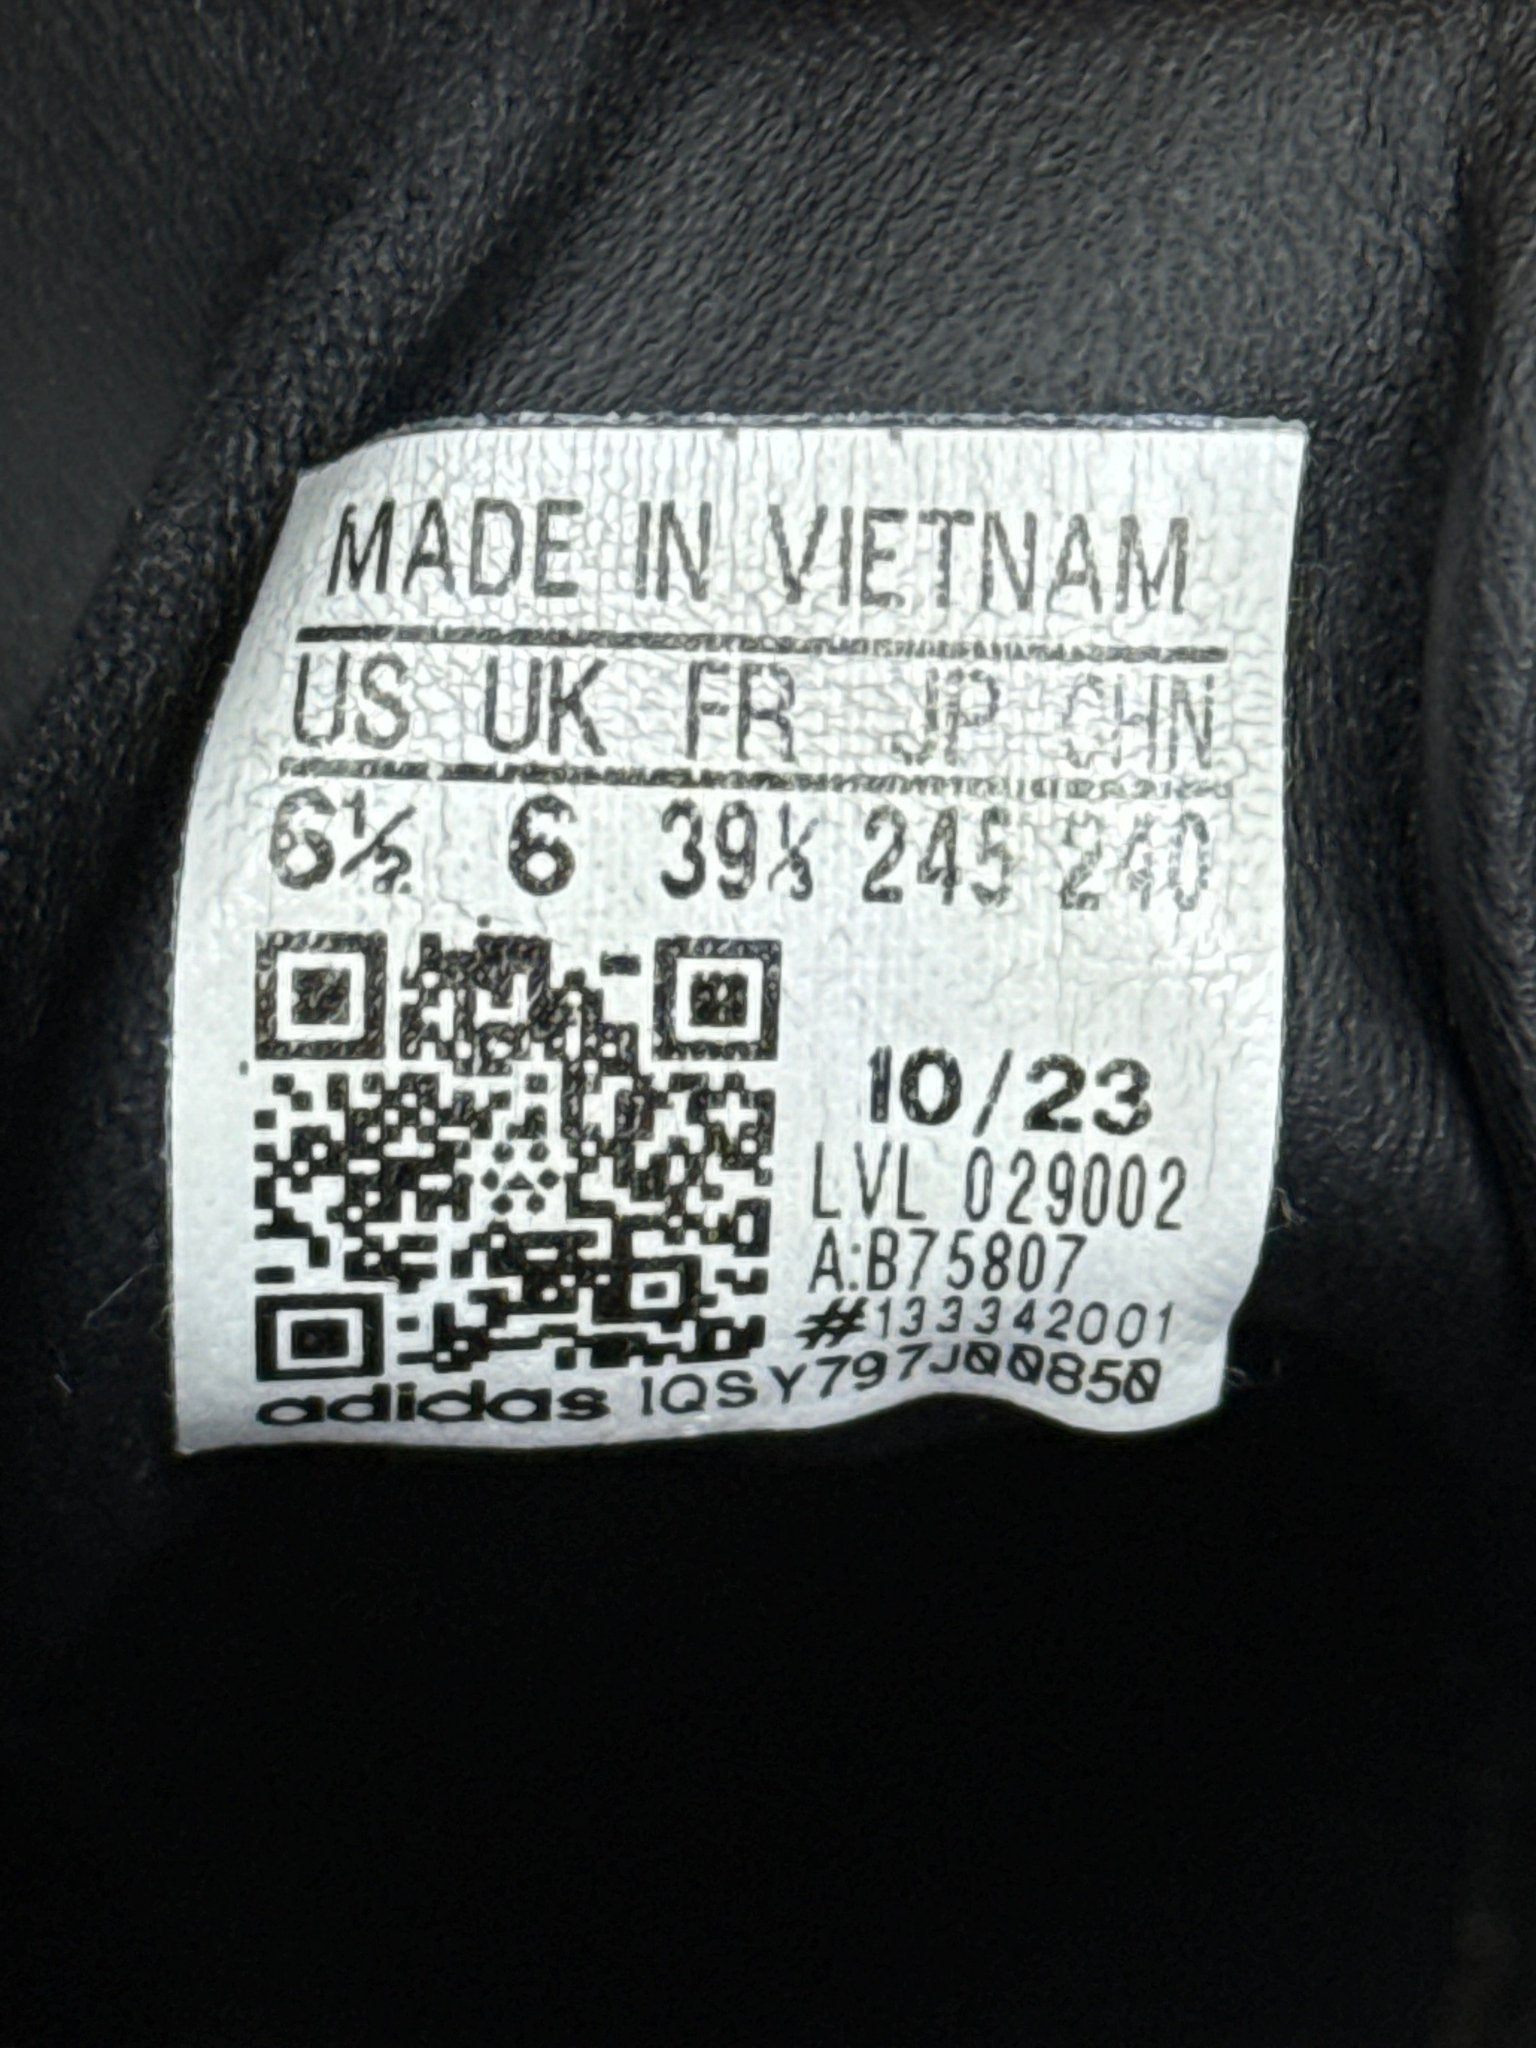 MADE IN VIETNAM
US UK FR JP CHN
6½ 6 39⅓ 245 240
10/23
LVL 029002
A:B75807
#133342001
adidas 1QSY797J00850